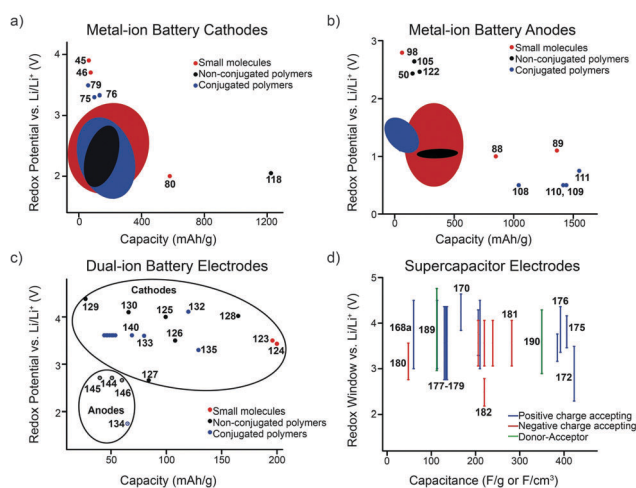 a) Metal-ion Battery Cathodes
Redox Potential vs. Li/Li⁺ (V)
5
4
3
2
0 400 800 1200
Capacity (mAh/g)
45
46
79
75
76
80
118
Small molecules
Non-conjugated polymers
Conjugated polymers
b) Metal-ion Battery Anodes
Redox Potential vs. Li/Li⁺ (V)
3
2
1
0
0 500 1000 1500
Capacity (mAh/g)
98
105
50
122
88
89
111
108
110, 109
Small molecules
Non-conjugated polymers
Conjugated polymers
c) Dual-ion Battery Electrodes
Redox Potential vs. Li/Li⁺ (V)
5
4
3
2
50 100 150 200
Capacity (mAh/g)
Cathodes
129
130
125
132
128
140
133
126
135
123
124
127
145
144
146
Anodes
134
Small molecules
Non-conjugated polymers
Conjugated polymers
d) Supercapacitor Electrodes
Redox Window vs. Li/Li⁺ (V)
5
4
3
2
1
0 100 200 300 400
Capacitance (F/g or F/cm³)
170
168a
189
181
176
175
180
190
177-179
172
182
Positive charge accepting
Negative charge accepting
Donor-Acceptor